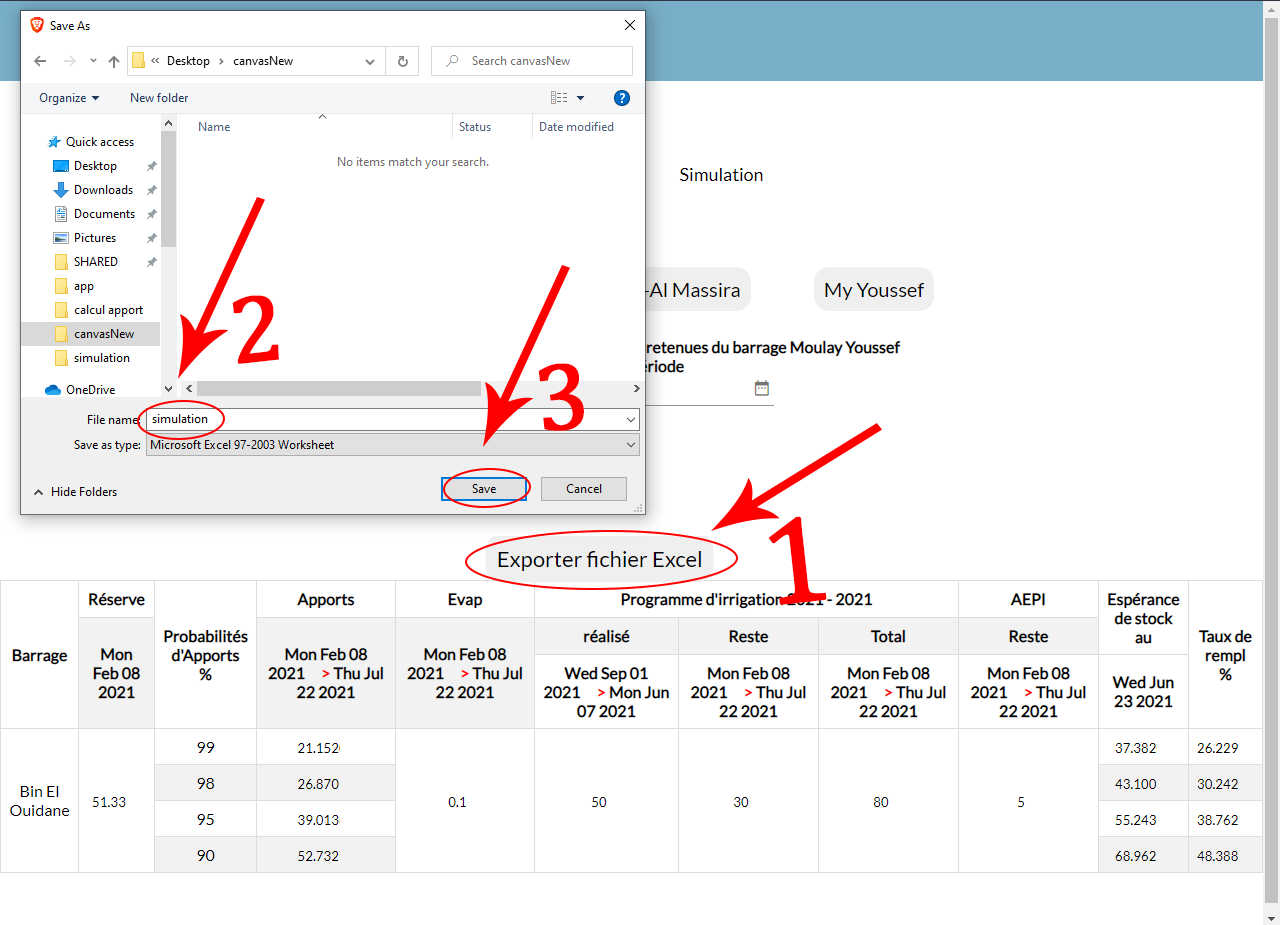 Save As
« Desktop › canvasNew
Search canvasNew
Organize
New folder
?
Name
Status
Date modified
No items match your search.
Quick access
Desktop
Downloads
Documents
Pictures
SHARED
app
calcul apport
canvasNew
simulation
OneDrive
2
3
File name:
simulation
Save as type:
Microsoft Excel 97-2003 Worksheet
Hide Folders
Save
Cancel
Simulation
-Al Massira
My Youssef
retenues du barrage Moulay Youssef
ériode
Exporter fichier Excel
1
Barrage
Réserve
Probabilités
d'Apports
%
Apports
Evap
Programme d'irrigation 2021 - 2021
AEPI
Espérance
de stock
au
Taux de
rempl
%
réalisé
Reste
Total
Reste
Mon
Feb 08
2021
Mon Feb 08
2021 > Thu Jul
22 2021
Mon Feb 08
2021 > Thu Jul
22 2021
Wed Sep 01
2021 > Mon Jun
07 2021
Mon Feb 08
2021 > Thu Jul
22 2021
Mon Feb 08
2021 > Thu Jul
22 2021
Mon Feb 08
2021 > Thu Jul
22 2021
Wed Jun
23 2021
Bin El
Ouidane
51.33
99
21.152
0.1
50
30
80
5
37.382
26.229
98
26.870
43.100
30.242
95
39.013
55.243
38.762
90
52.732
68.962
48.388